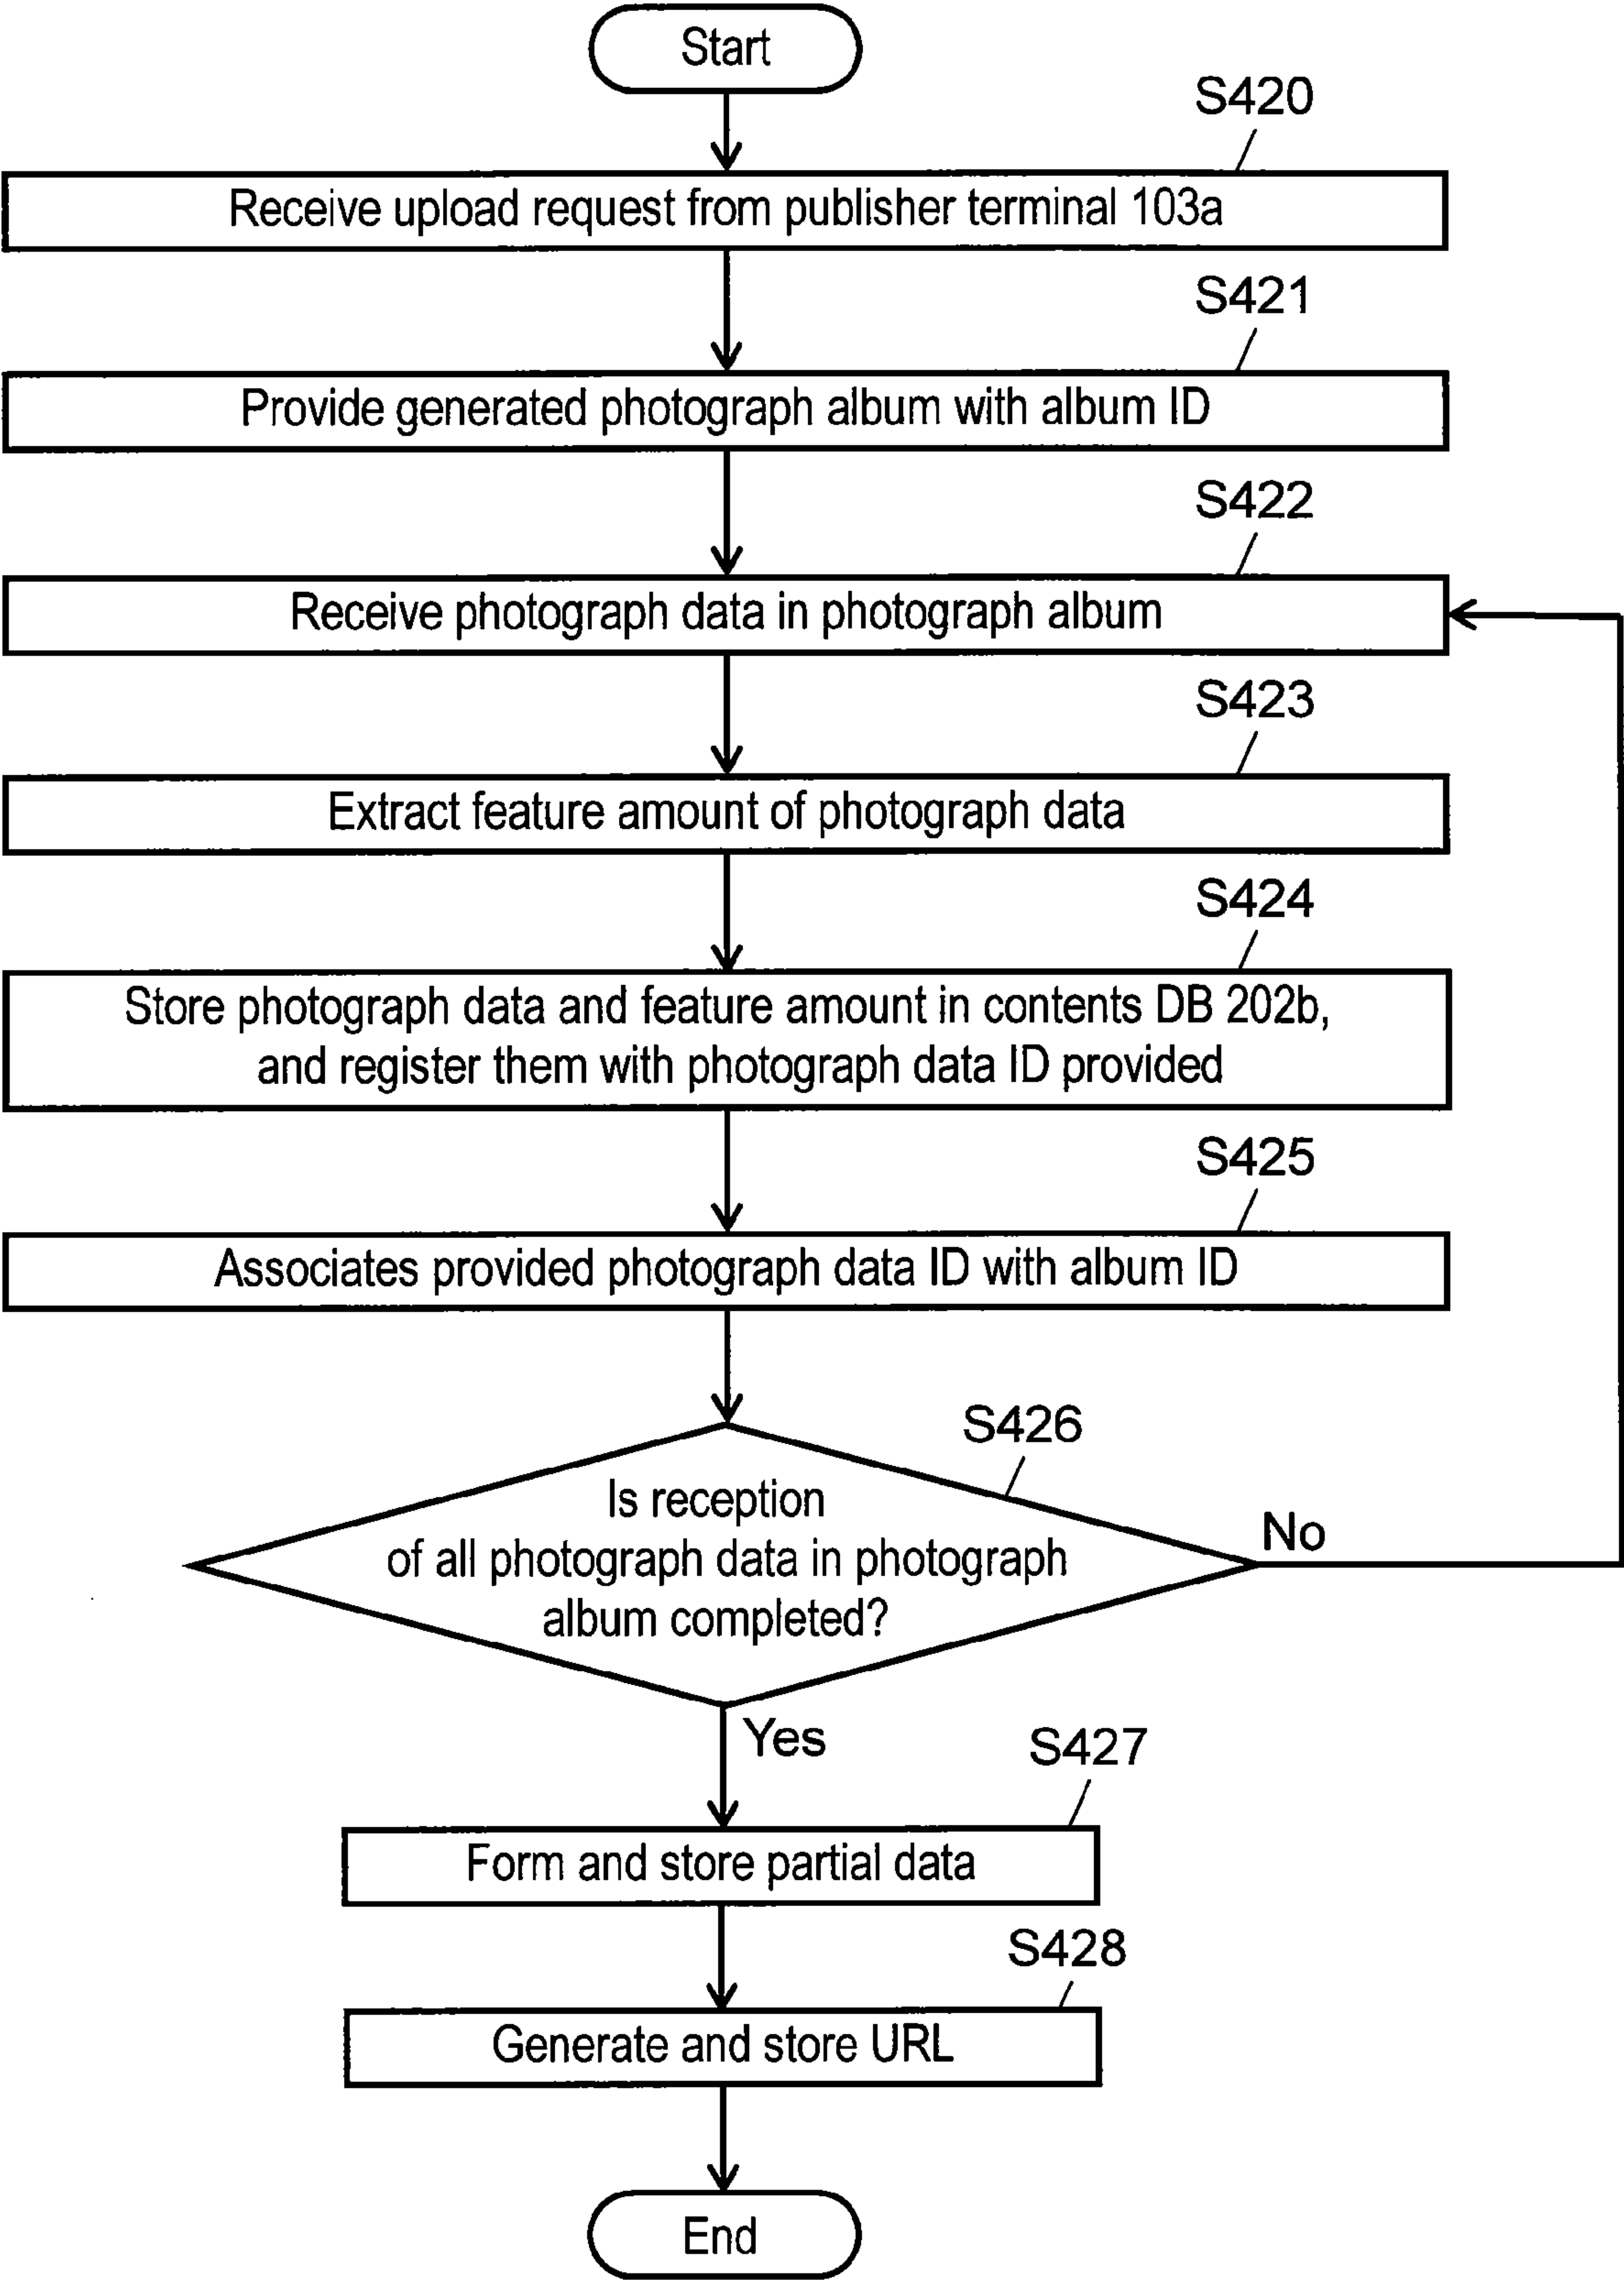 Start
S420
Receive upload request from publisher terminal 103a
S421
Provide generated photograph album with album ID
S422
Receive photograph data in photograph album
S423
Extract feature amount of photograph data
S424
Store photograph data and feature amount in contents DB 202b,
and register them with photograph data ID provided
S425
Associates provided photograph data ID with album ID
S426
Is reception
of all photograph data in photograph
album completed?
No
Yes
S427
Form and store partial data
S428
Generate and store URL
End